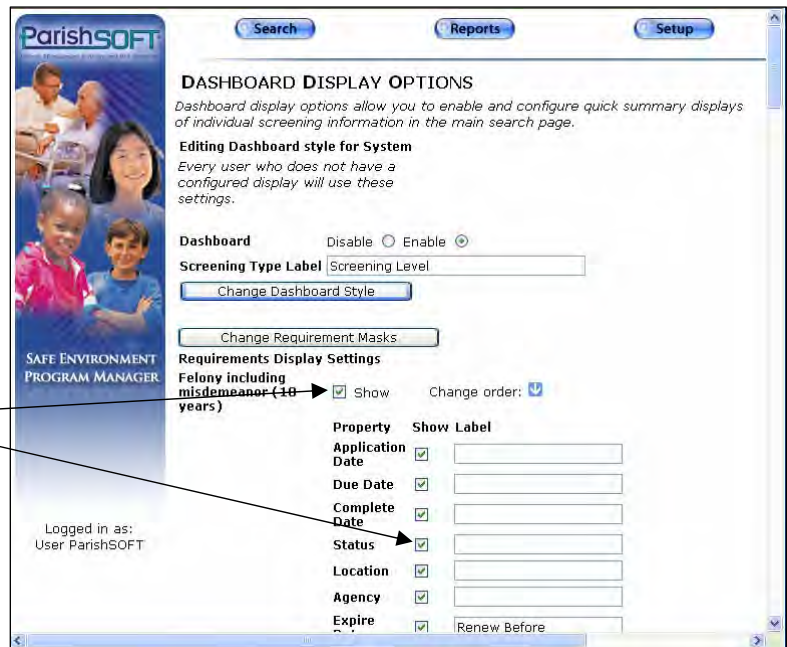 ParishSOFT
Search
Reports
Setup
DASHBOARD DISPLAY OPTIONS
Dashboard display options allow you to enable and configure quick summary displays
of individual screening information in the main search page.
Editing Dashboard style for System
Every user who does not have a
configured display will use these
settings.
Dashboard Disable Enable
Screening Type Label Screening Level
Change Dashboard Style
Change Requirement Masks
Requirements Display Settings
Felony including
misdemeanor (10
years)
Show Change order:
Property Show Label
Application
Date
Due Date
Complete
Date
Status
Location
Agency
Expire
Renew Before
SAFE ENVIRONMENT
PROGRAM MANAGER
Logged in as:
User ParishSOFT